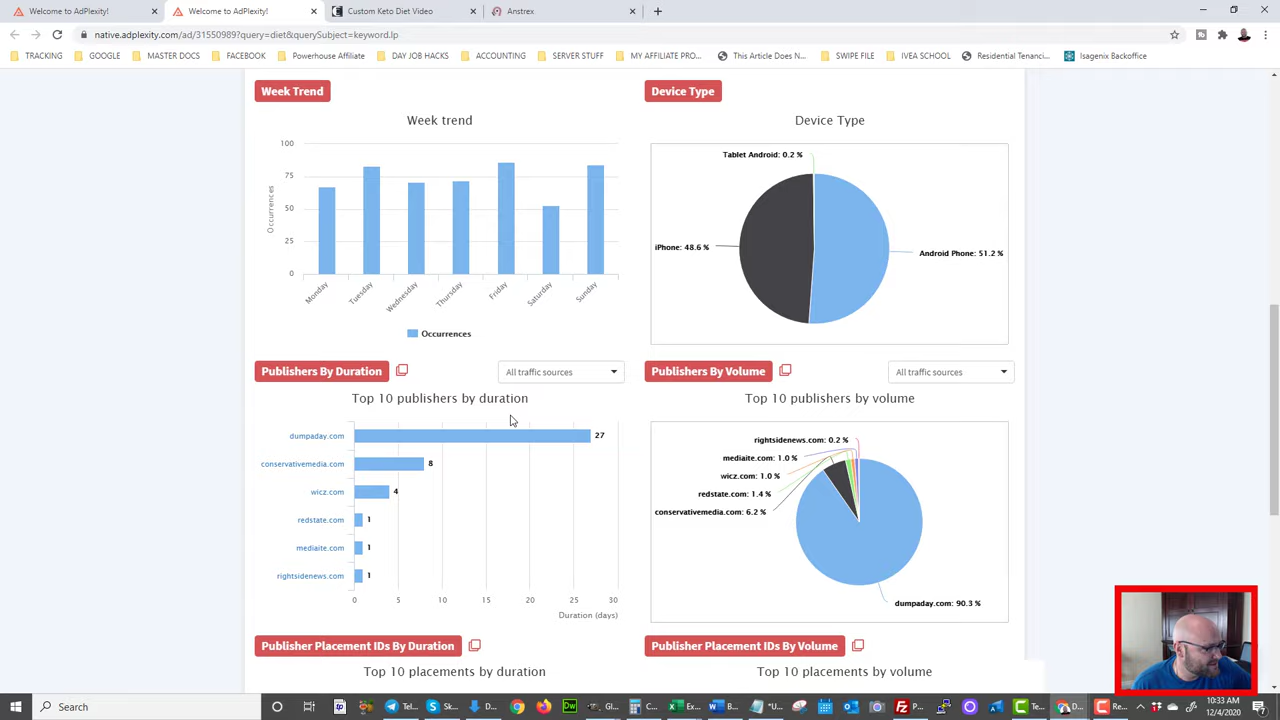 Welcome to AdPlexity!
Welcome to AdPlexity!
Custom Keto Diet Video
Anstrex
native.adplexity.com/ad/31550989?query=diet&querySubject=keyword.lp
TRACKING
GOOGLE
MASTER DOCS
FACEBOOK
Powerhouse Affiliate
DAY JOB HACKS
ACCOUNTING
SERVER STUFF
MY AFFILIATE PRO...
This Article Does N...
SWIPE FILE
IVEA SCHOOL
Residential Tenanci...
Isagenix Backoffice
Week Trend
Week trend
100
75
50
25
0
Occurrences
Monday
Tuesday
Wednesday
Thursday
Friday
Saturday
Sunday
Occurrences
Device Type
Device Type
Tablet Android: 0.2 %
iPhone: 48.6 %
Android Phone: 51.2 %
Publishers By Duration
All traffic sources
Top 10 publishers by duration
dumpaday.com
27
conservativemedia.com
8
wicz.com
4
redstate.com
1
mediaite.com
1
rightsidenews.com
1
0
5
10
15
20
25
30
Duration (days)
Publishers By Volume
All traffic sources
Top 10 publishers by volume
rightsidenews.com: 0.2 %
mediaite.com: 1.0 %
wicz.com: 1.0 %
redstate.com: 1.4 %
conservativemedia.com: 6.2 %
dumpaday.com: 90.3 %
Publisher Placement IDs By Duration
Top 10 placements by duration
Publisher Placement IDs By Volume
Top 10 placements by volume
Search
10:33 AM
12/4/2020